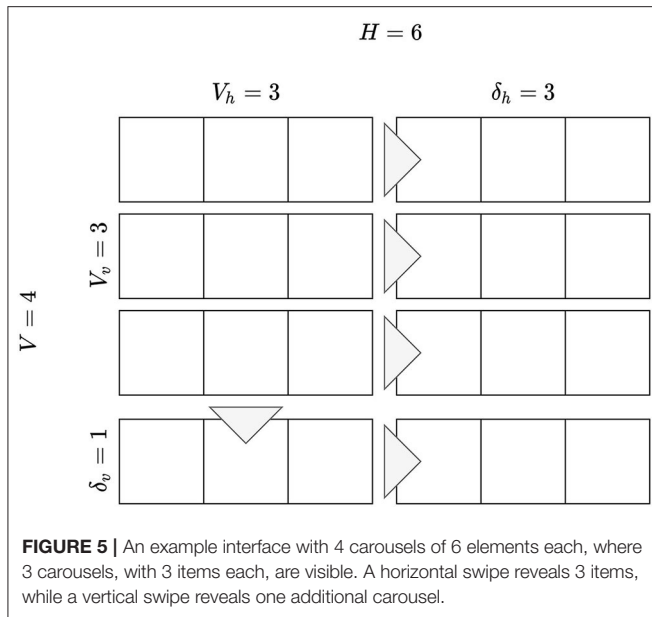 H = 6
V_h = 3
δ_h = 3
V = 4
V_v = 3
δ_v = 1
FIGURE 5 | An example interface with 4 carousels of 6 elements each, where
3 carousels, with 3 items each, are visible. A horizontal swipe reveals 3 items,
while a vertical swipe reveals one additional carousel.